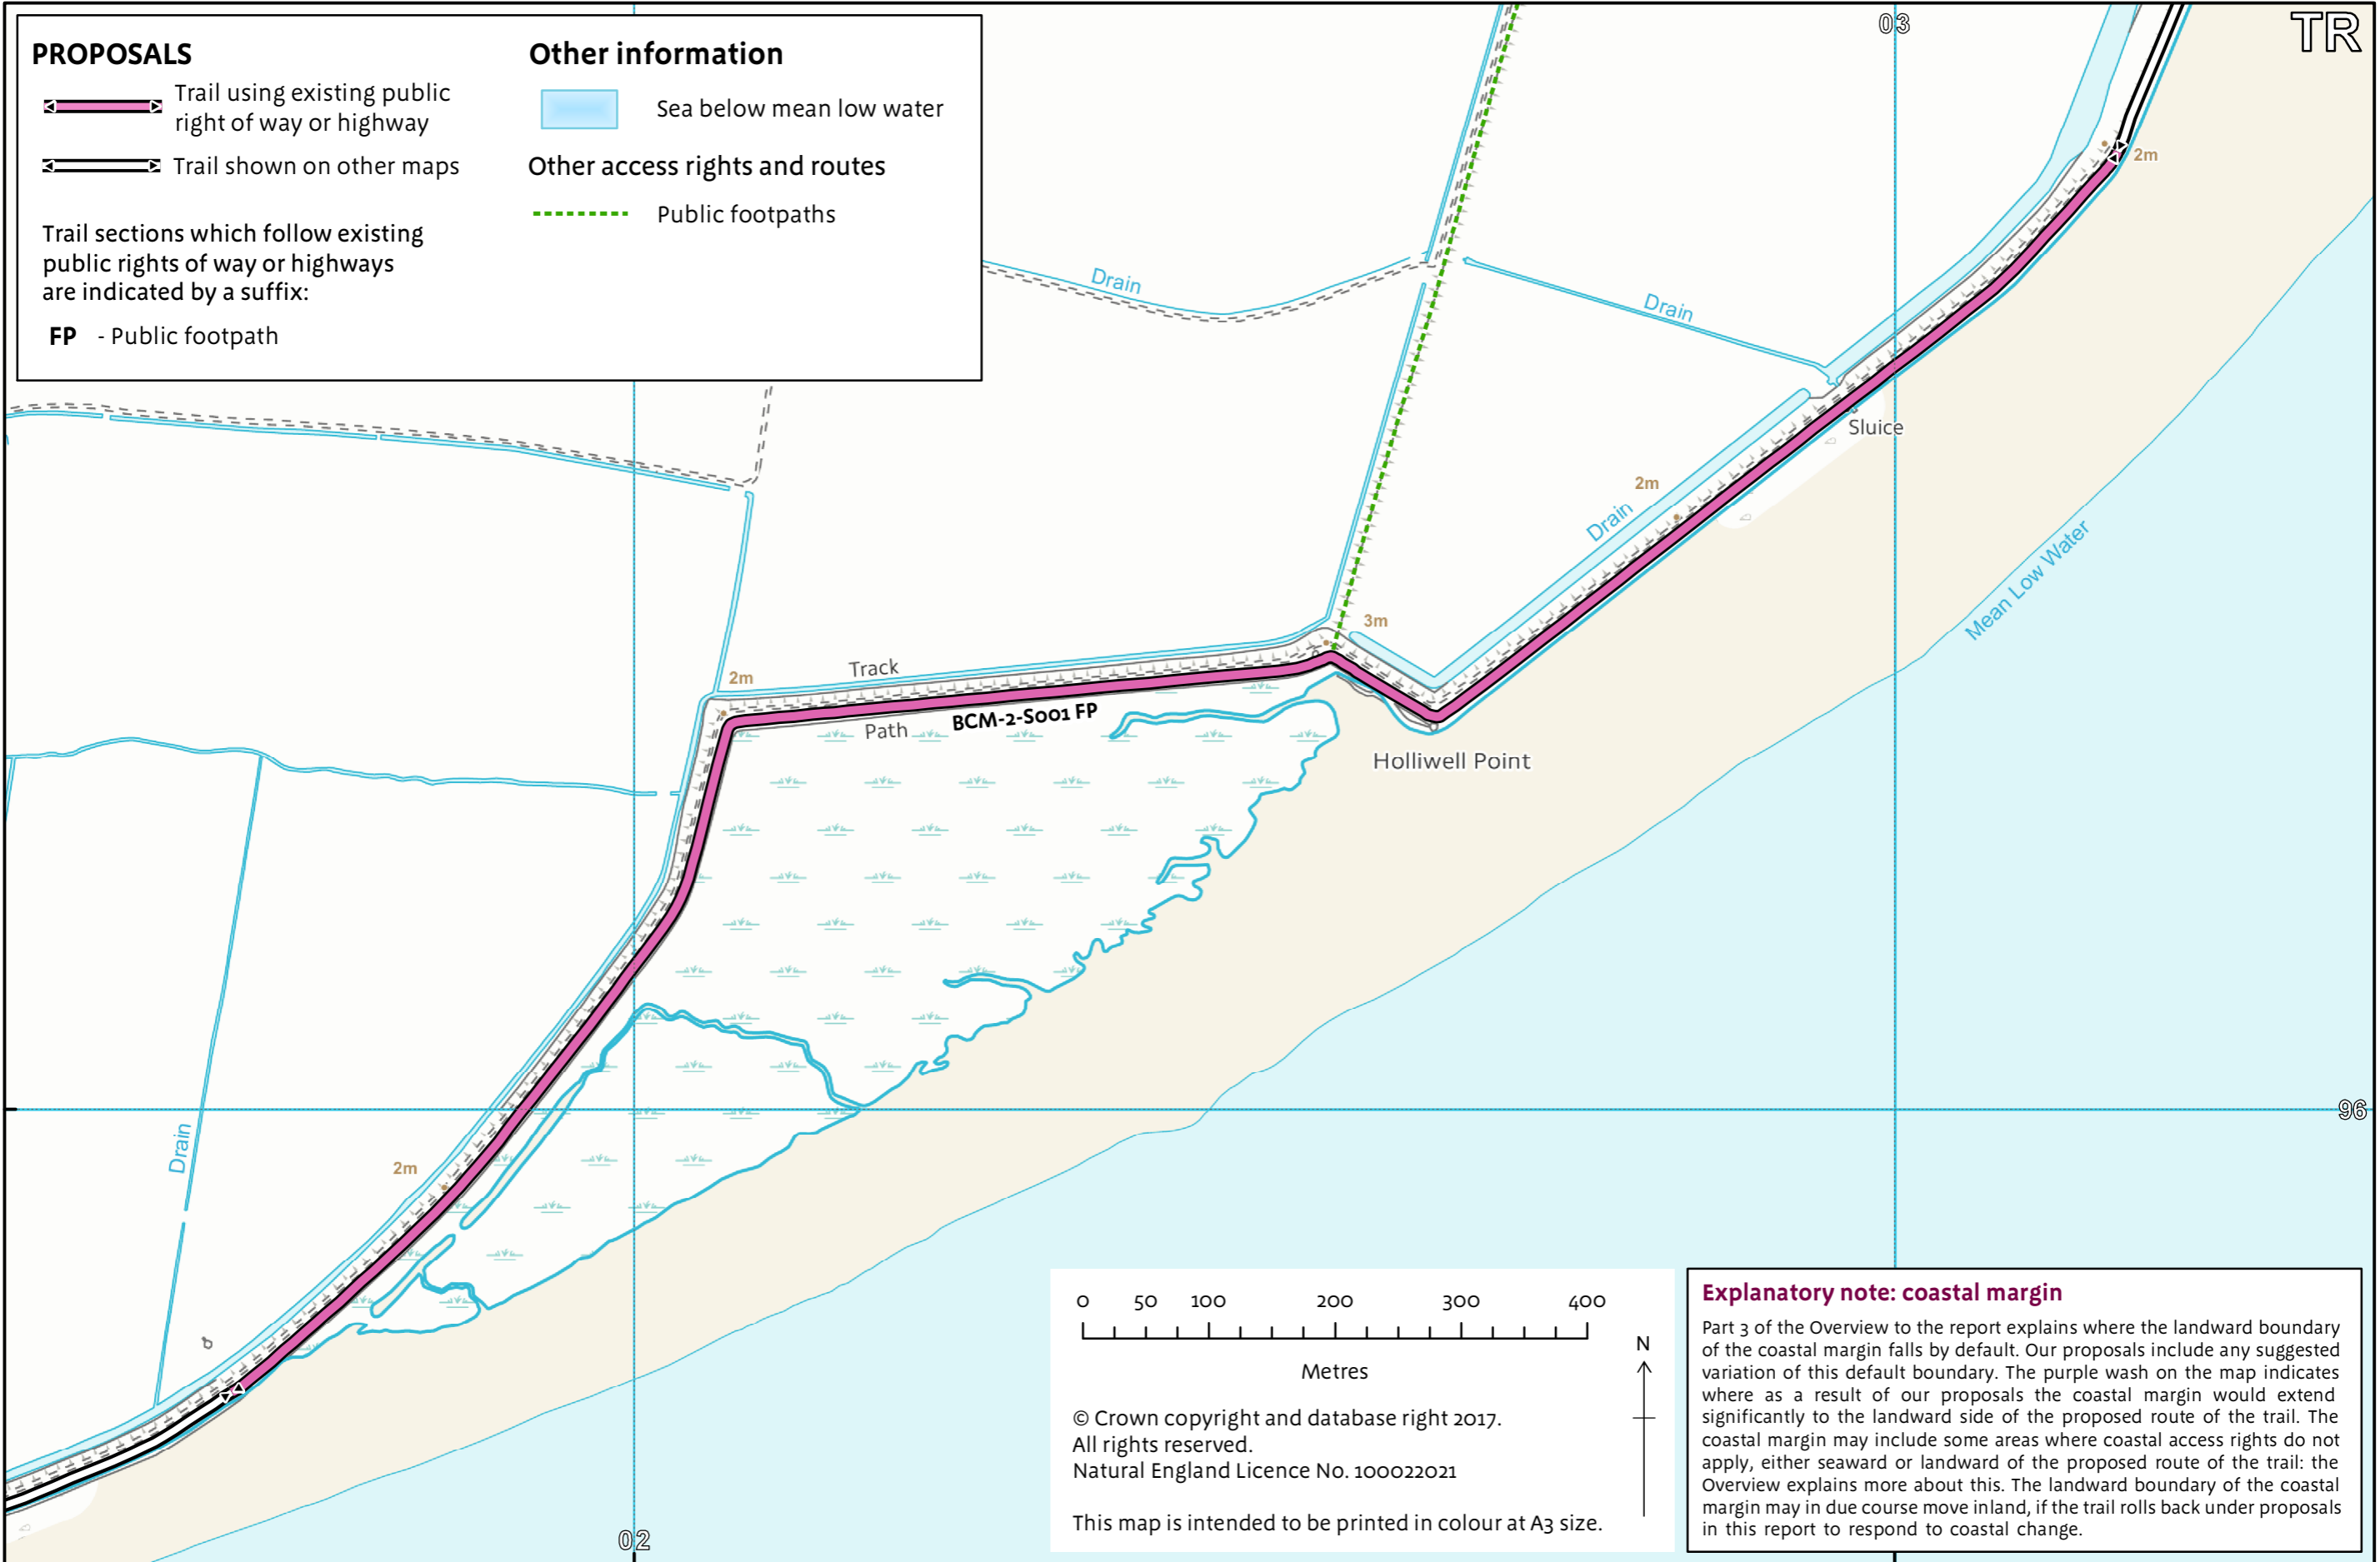 PROPOSALS
Trail using existing public
right of way or highway
Trail shown on other maps
Trail sections which follow existing
public rights of way or highways
are indicated by a suffix:
FP - Public footpath
Other information
Sea below mean low water
Other access rights and routes
Public footpaths
03
TR
2m
Drain
Drain
Sluice
2m
Drain
Mean Low Water
3m
Track
2m
BCM-2-S001 FP
Path
Holliwell Point
96
Drain
2m
02
0 50 100 200 300 400
Metres
N
© Crown copyright and database right 2017.
All rights reserved.
Natural England Licence No. 100022021
This map is intended to be printed in colour at A3 size.
Explanatory note: coastal margin
Part 3 of the Overview to the report explains where the landward boundary
of the coastal margin falls by default. Our proposals include any suggested
variation of this default boundary. The purple wash on the map indicates
where as a result of our proposals the coastal margin would extend
significantly to the landward side of the proposed route of the trail. The
coastal margin may include some areas where coastal access rights do not
apply, either seaward or landward of the proposed route of the trail: the
Overview explains more about this. The landward boundary of the coastal
margin may in due course move inland, if the trail rolls back under proposals
in this report to respond to coastal change.